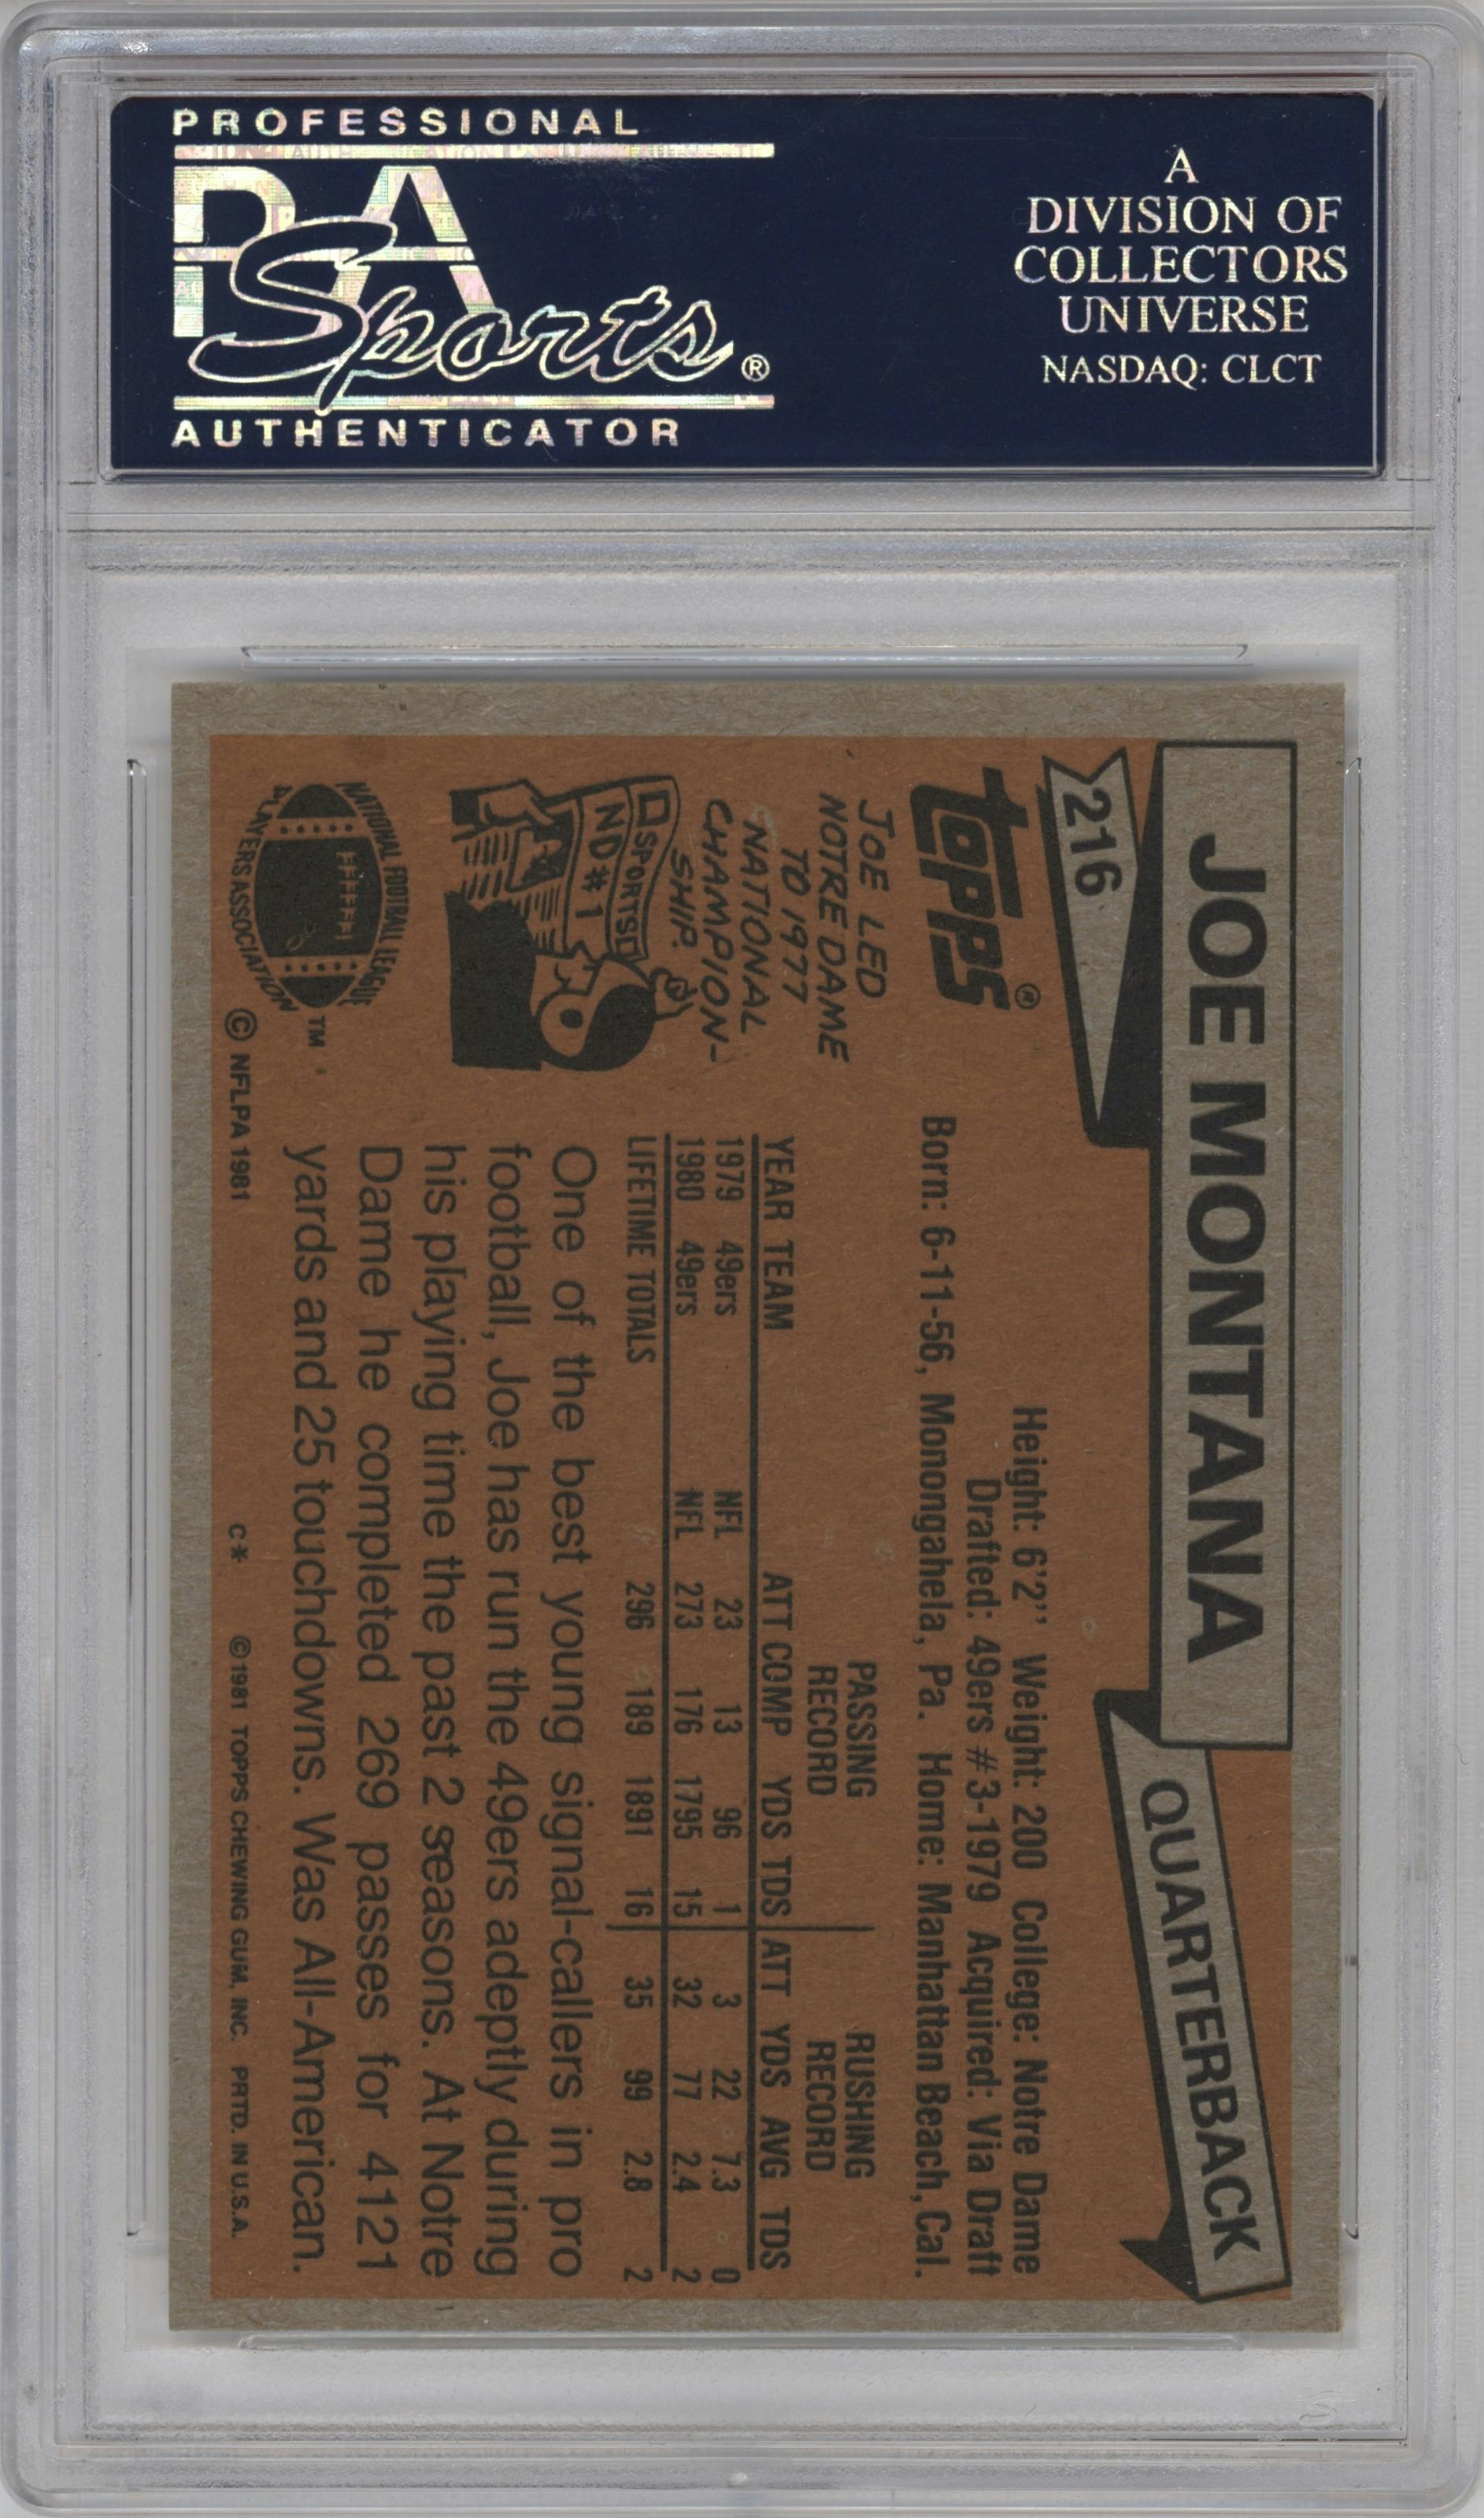 PROFESSIONAL
PSA
Sports®
AUTHENTICATOR
A
DIVISION OF
COLLECTORS
UNIVERSE
NASDAQ: CLCT
JOE MONTANA
QUARTERBACK
216
Topps®
Height: 6'2" Weight: 200 College: Notre Dame
Drafted: 49ers #3-1979 Acquired: Via Draft
Born: 6-11-56, Monongahela, Pa. Home: Manhattan Beach, Cal.
JOE LED
NOTRE DAME
TO 1977
NATIONAL
CHAMPION-
SHIP.
SPORTS
ND #1
PASSING RUSHING
RECORD RECORD
YEAR TEAM ATT COMP YDS TDS ATT YDS AVG TDS
1979 49ers NFL 23 13 96 1 3 22 7.3 0
1980 49ers NFL 273 176 1795 15 32 77 2.4 2
LIFETIME TOTALS 296 189 1891 16 35 99 2.8 2
One of the best young signal-callers in pro
football, Joe has run the 49ers adeptly during
his playing time the past 2 seasons. At Notre
Dame he completed 269 passes for 4121
yards and 25 touchdowns. Was All-American.
NATIONAL FOOTBALL LEAGUE
PLAYERS ASSOCIATION
TM
© NFLPA 1981 C* ©1981 TOPPS CHEWING GUM, INC. PRTD. IN U.S.A.